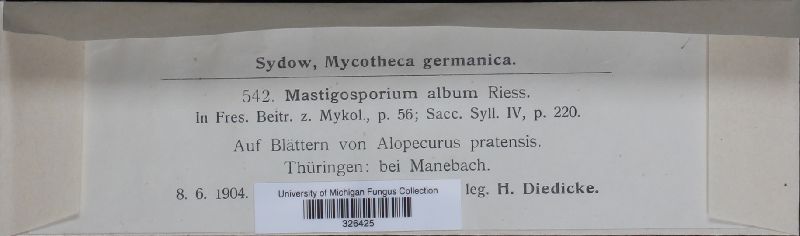 Sydow, Mycotheca germanica.
542. Mastigosporium album Riess.
In Fres. Beitr. z. Mykol., p. 56; Sacc. Syll. IV, p. 220.
Auf Blättern von Alopecurus pratensis.
Thüringen: bei Manebach.
8. 6. 1904. leg. H. Diedicke.
University of Michigan Fungus Collection
326425